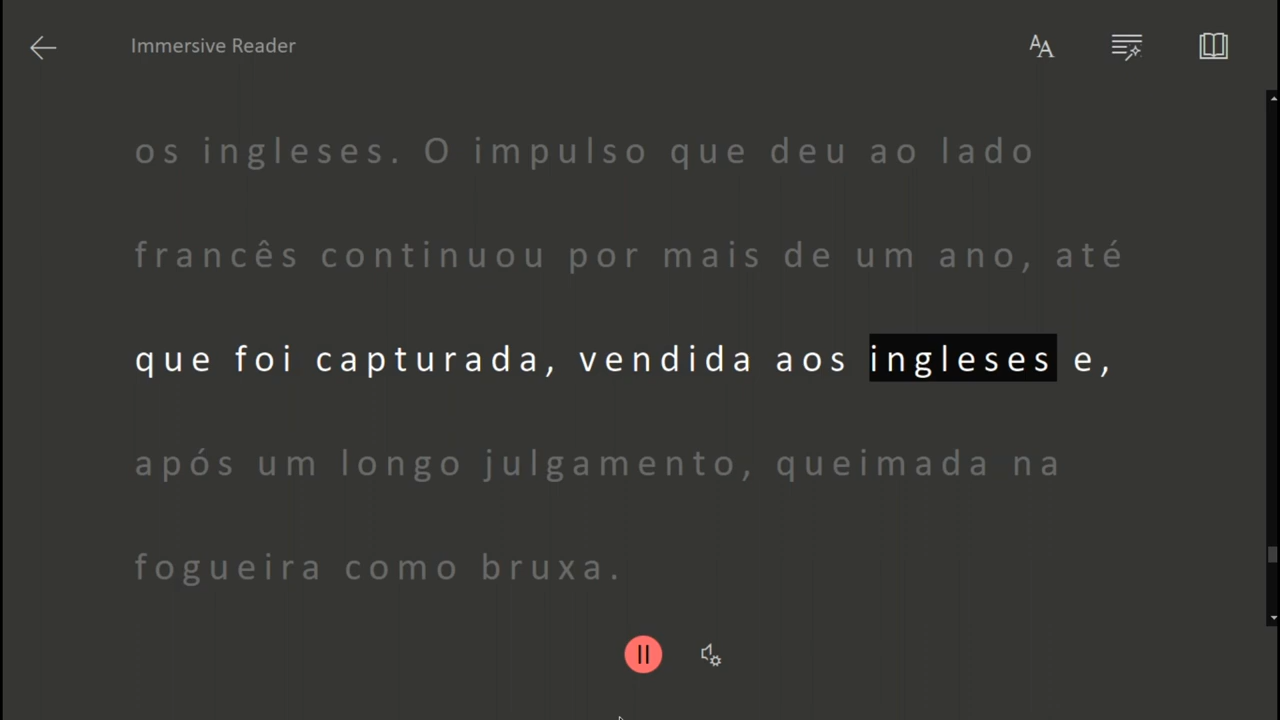 Immersive Reader
os ingleses. O impulso que deu ao lado
francês continuou por mais de um ano, até
que foi capturada, vendida aos ingleses e,
após um longo julgamento, queimada na
fogueira como bruxa.